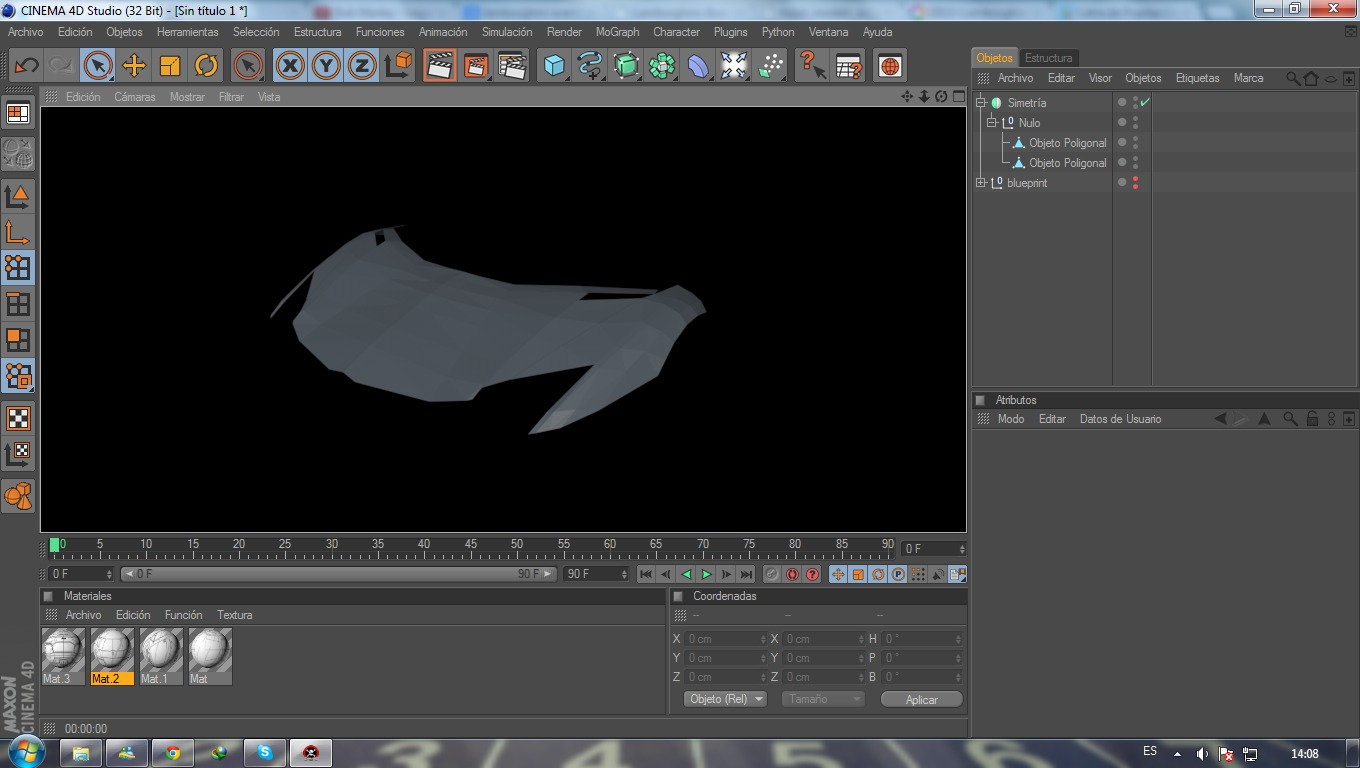 CINEMA 4D Studio (32 Bit) - [Sin título 1 *]
Archivo Edición Objetos Herramientas Selección Estructura Funciones Animación Simulación Render MoGraph Character Plugins Python Ventana Ayuda
Objetos Estructura
Archivo Editar Visor Objetos Etiquetas Marca
Edición Cámaras Mostrar Filtrar Vista
Simetría
Nulo
Objeto Poligonal
Objeto Poligonal
blueprint
Atributos
Modo Editar Datos de Usuario
0 5 10 15 20 25 30 35 40 45 50 55 60 65 70 75 80 85 90 0 F
0 F 0 F 90 F 90 F
Materiales
Archivo Edición Función Textura
Mat.3 Mat.2 Mat.1 Mat
Coordenadas
-- -- --
X 0 cm X 0 cm H 0 °
Y 0 cm Y 0 cm P 0 °
Z 0 cm Z 0 cm B 0 °
Objeto (Rel) Tamaño Aplicar
MAXON
CINEMA 4D
00:00:00
ES 14:08